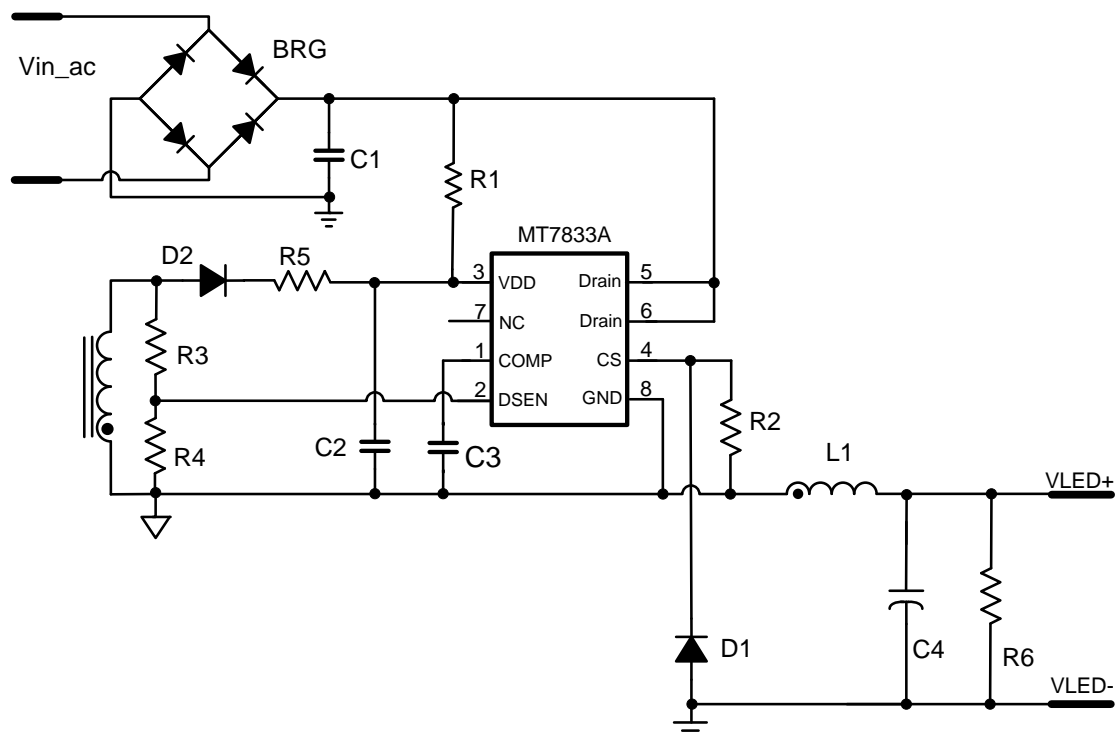 BRG
Vin_ac
C1
R1
MT7833A
D2
R5
3 VDD Drain 5
7 NC Drain 6
R3
1 COMP CS 4
2 DSEN GND 8
R2
R4
C2
C3
L1
VLED+
D1
C4
R6
VLED-